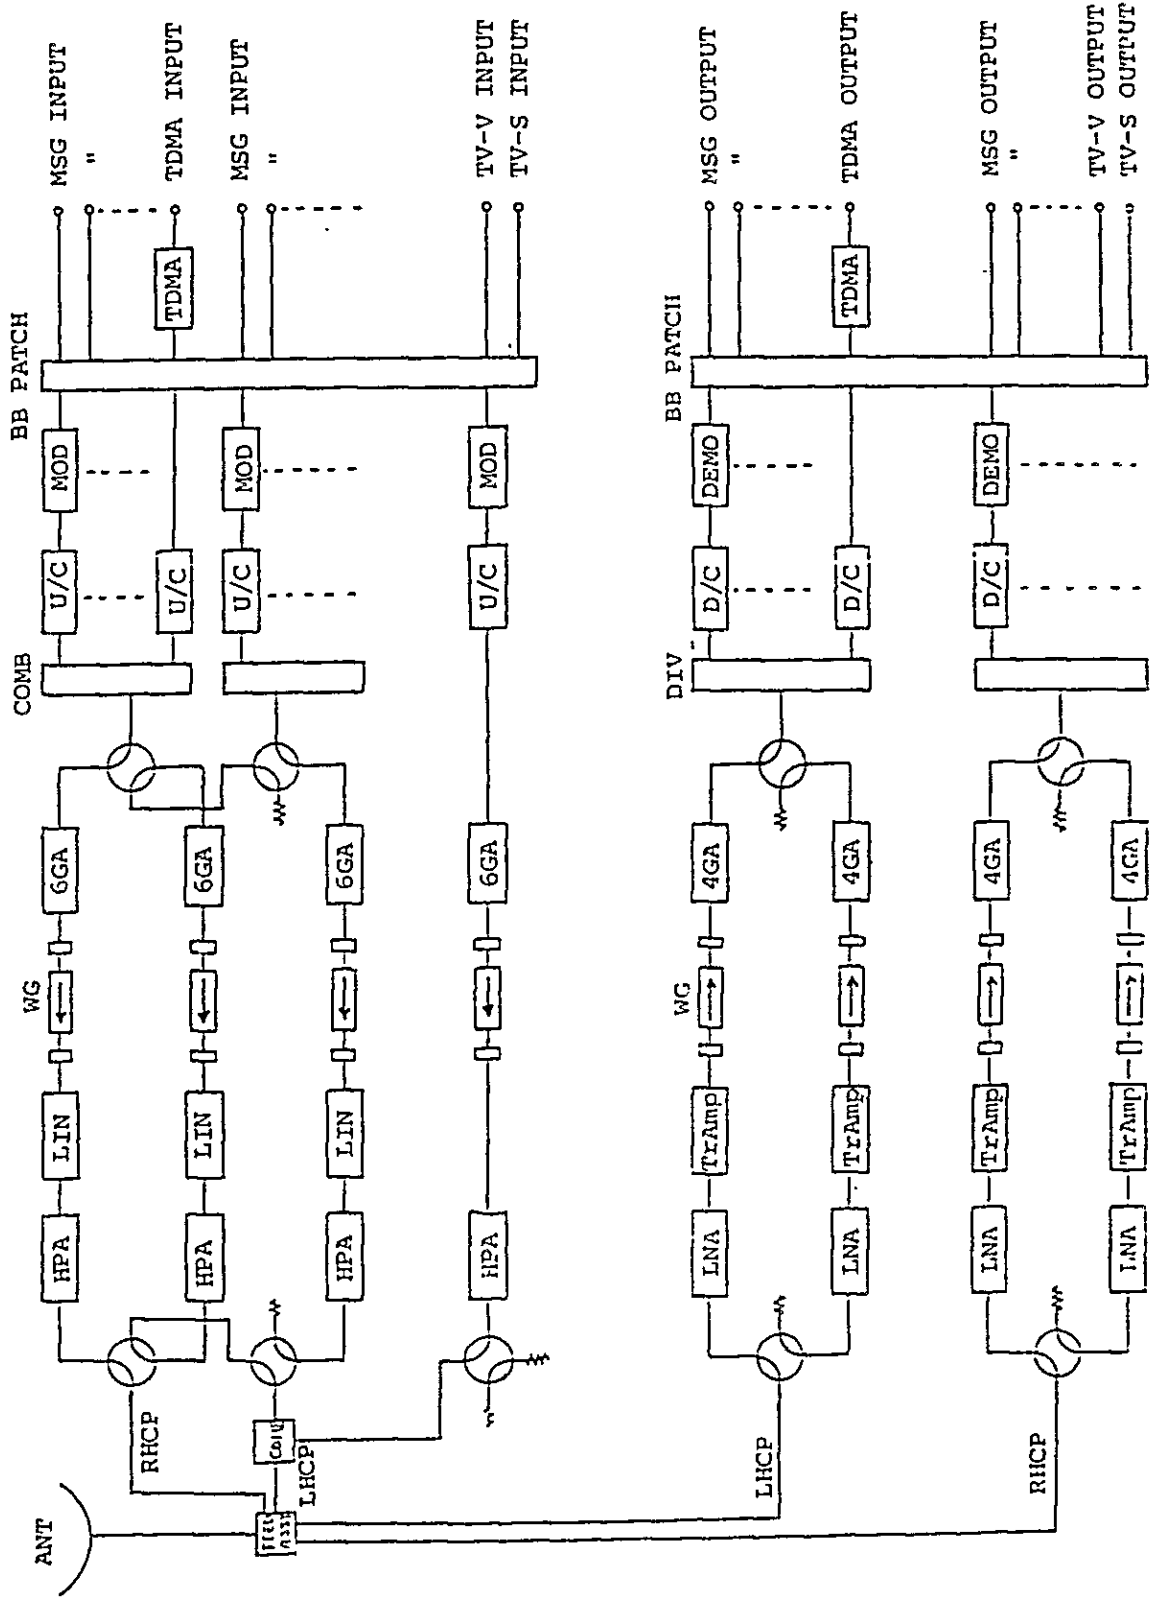 MSG INPUT
"
TDMA INPUT
MSG INPUT
"
TV-V INPUT
TV-S INPUT
MSG OUTPUT
"
TDMA OUTPUT
MSG OUTPUT
"
TV-V OUTPUT
TV-S OUTPUT
TDMA
TDMA
BB PATCH
BB PATCH
MOD
MOD
MOD
DEMO
DEMO
U/C
U/C
U/C
U/C
D/C
D/C
D/C
COMB
DIV
6GA
6GA
6GA
6GA
4GA
4GA
4GA
4GA
WG
WG
LIN
LIN
LIN
TrAmp
TrAmp
TrAmp
TrAmp
HPA
HPA
HPA
HPA
LNA
LNA
LNA
LNA
RHCP
LHCP
LHCP
RHCP
ANT